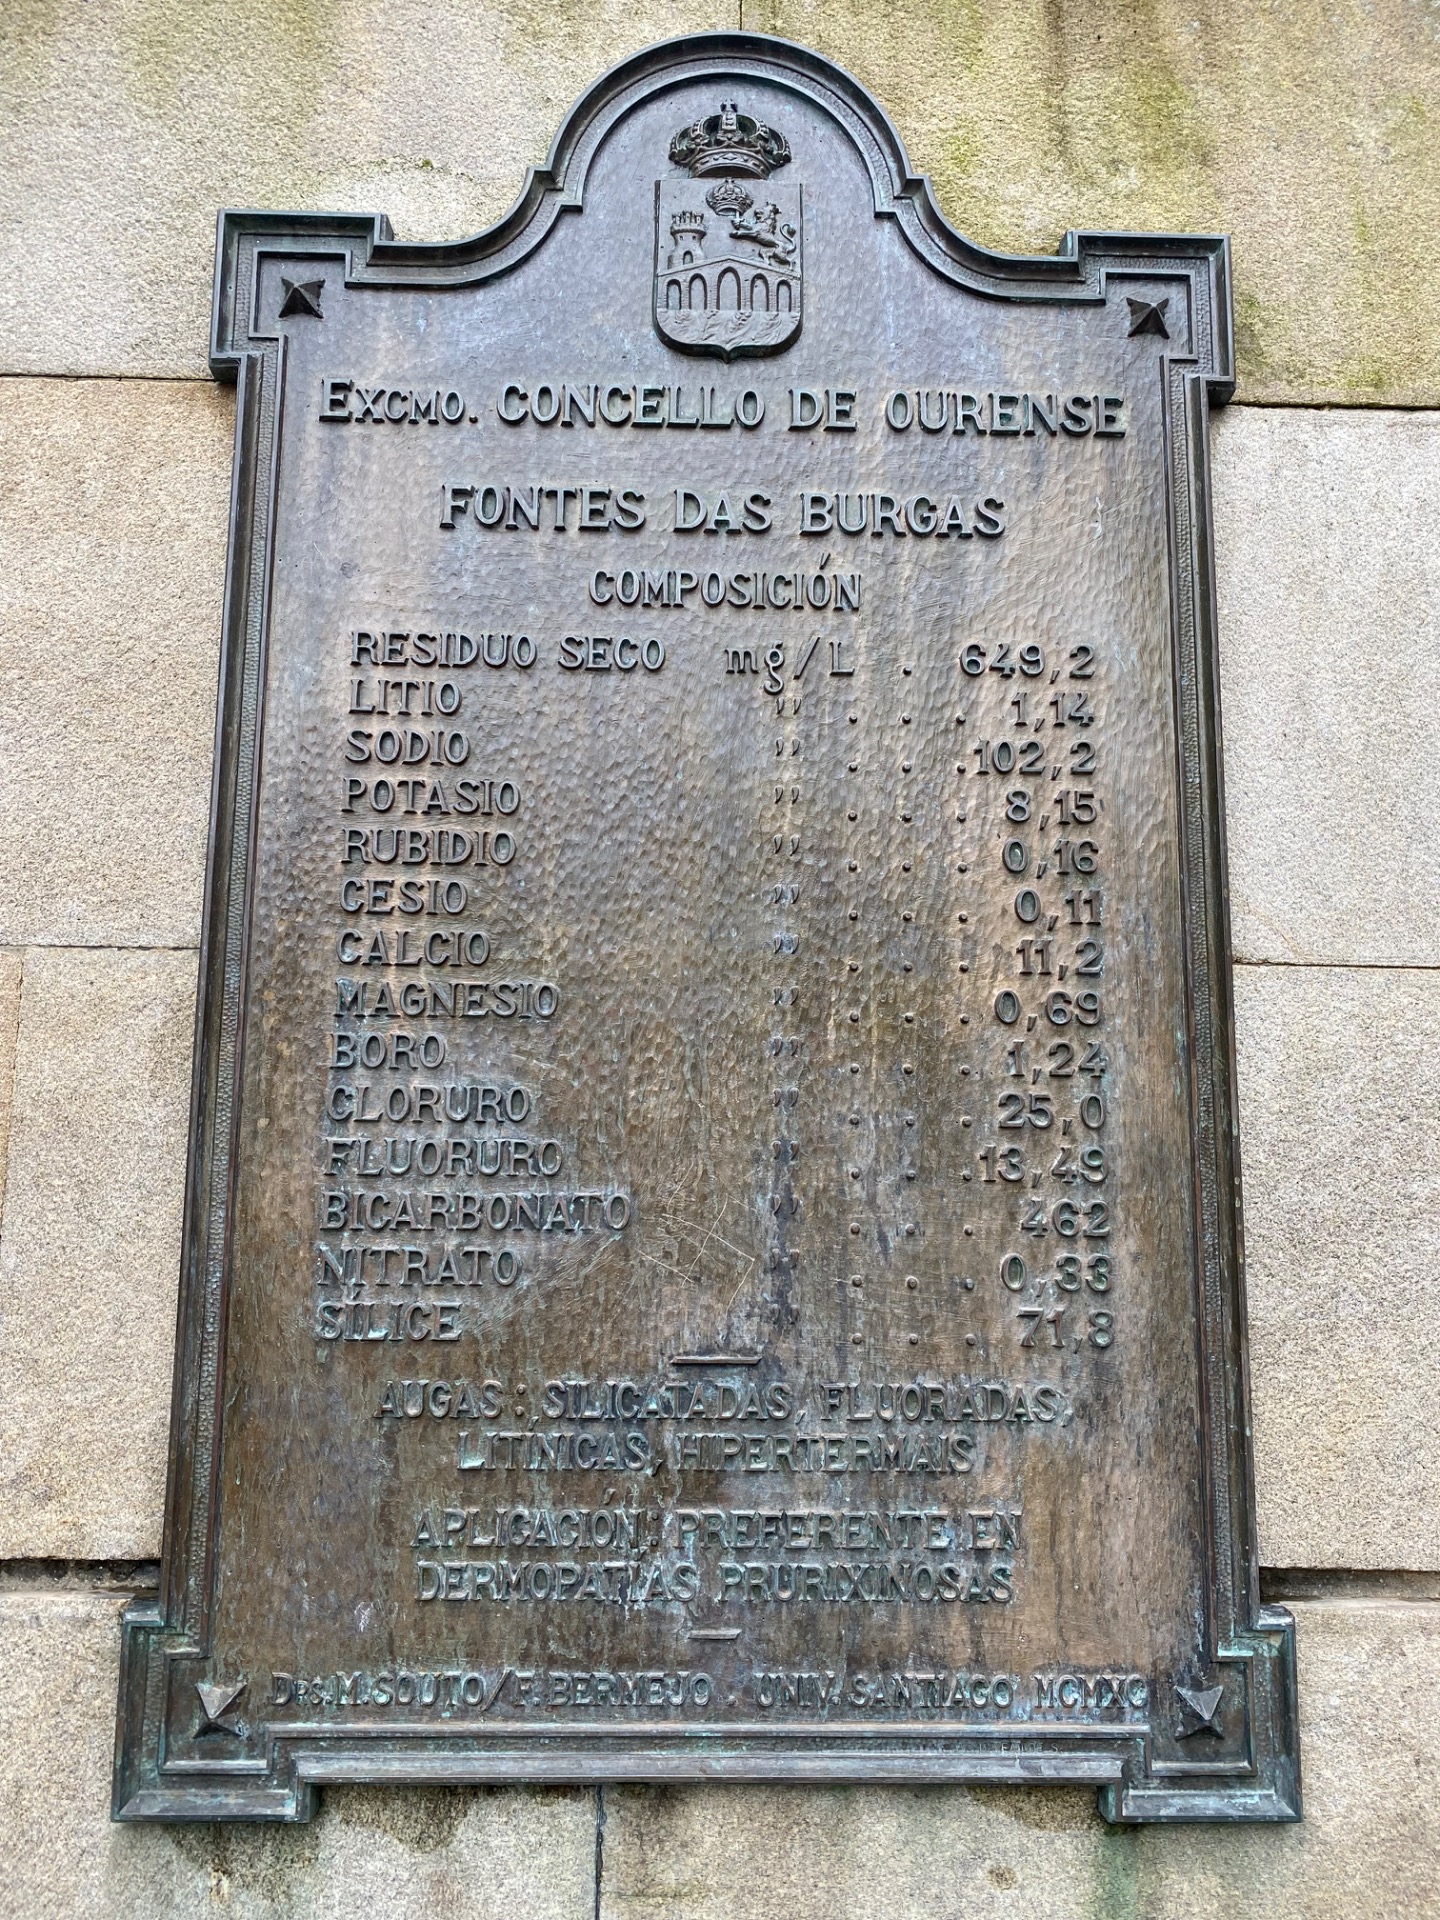 EXCMO. CONCELLO DE OURENSE
FONTES DAS BURGAS
COMPOSICIÓN
RESIDUO SECO mg/L . 649,2
LITIO " . . . 1,14
SODIO " . . . 102,2
POTASIO " . . . 8,15
RUBIDIO " . . . 0,16
CESIO " . . . 0,11
CALCIO " . . . 11,2
MAGNESIO " . . . 0,69
BORO " . . . 1,24
CLORURO " . . . 25,0
FLUORURO " . . . 13,49
BICARBONATO " . . . 462
NITRATO " . . . 0,33
SÍLICE " . . . 71,8
AUGAS: SILICATADAS, FLUORADAS,
LITÍNICAS, HIPERTERMAIS
APLICACIÓN: PREFERENTE EN
DERMOPATÍAS PRURIXINOSAS
DRS. M. SOUTO/F. BERMEJO. UNIV. SANTIAGO MCMXC